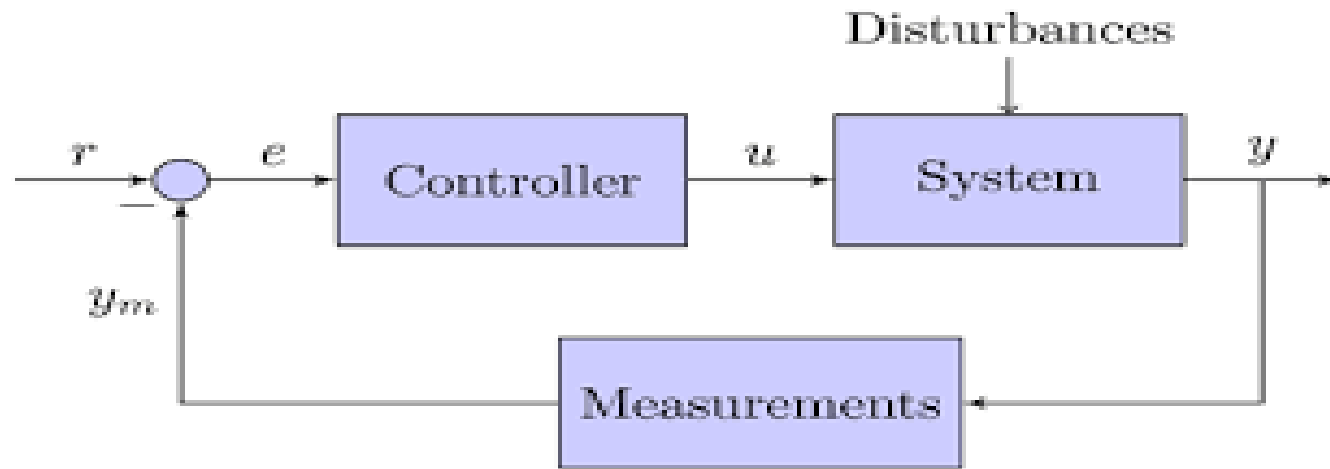 Disturbances
r
e
Controller
u
System
y
−
y_m
Measurements